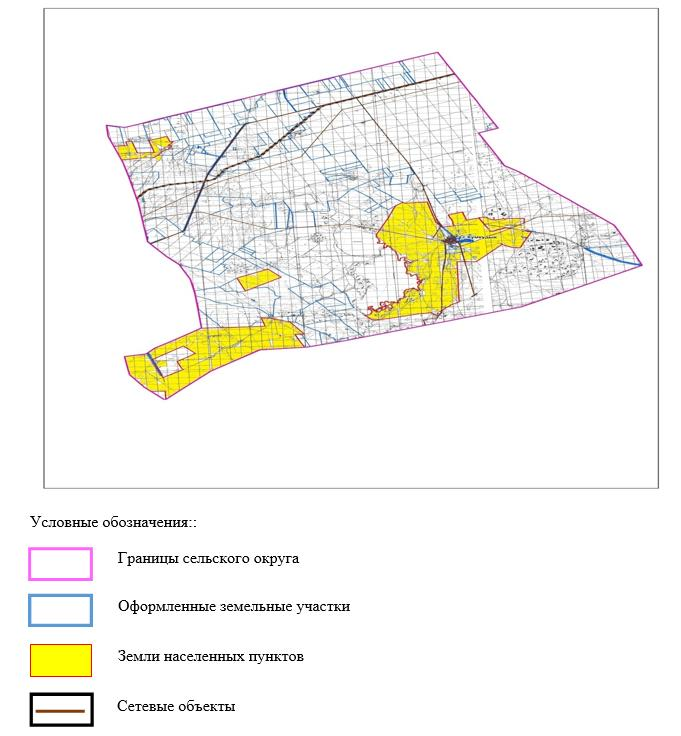 Условные обозначения::
Границы сельского округа
Оформленные земельные участки
Земли населенных пунктов
Сетевые объекты